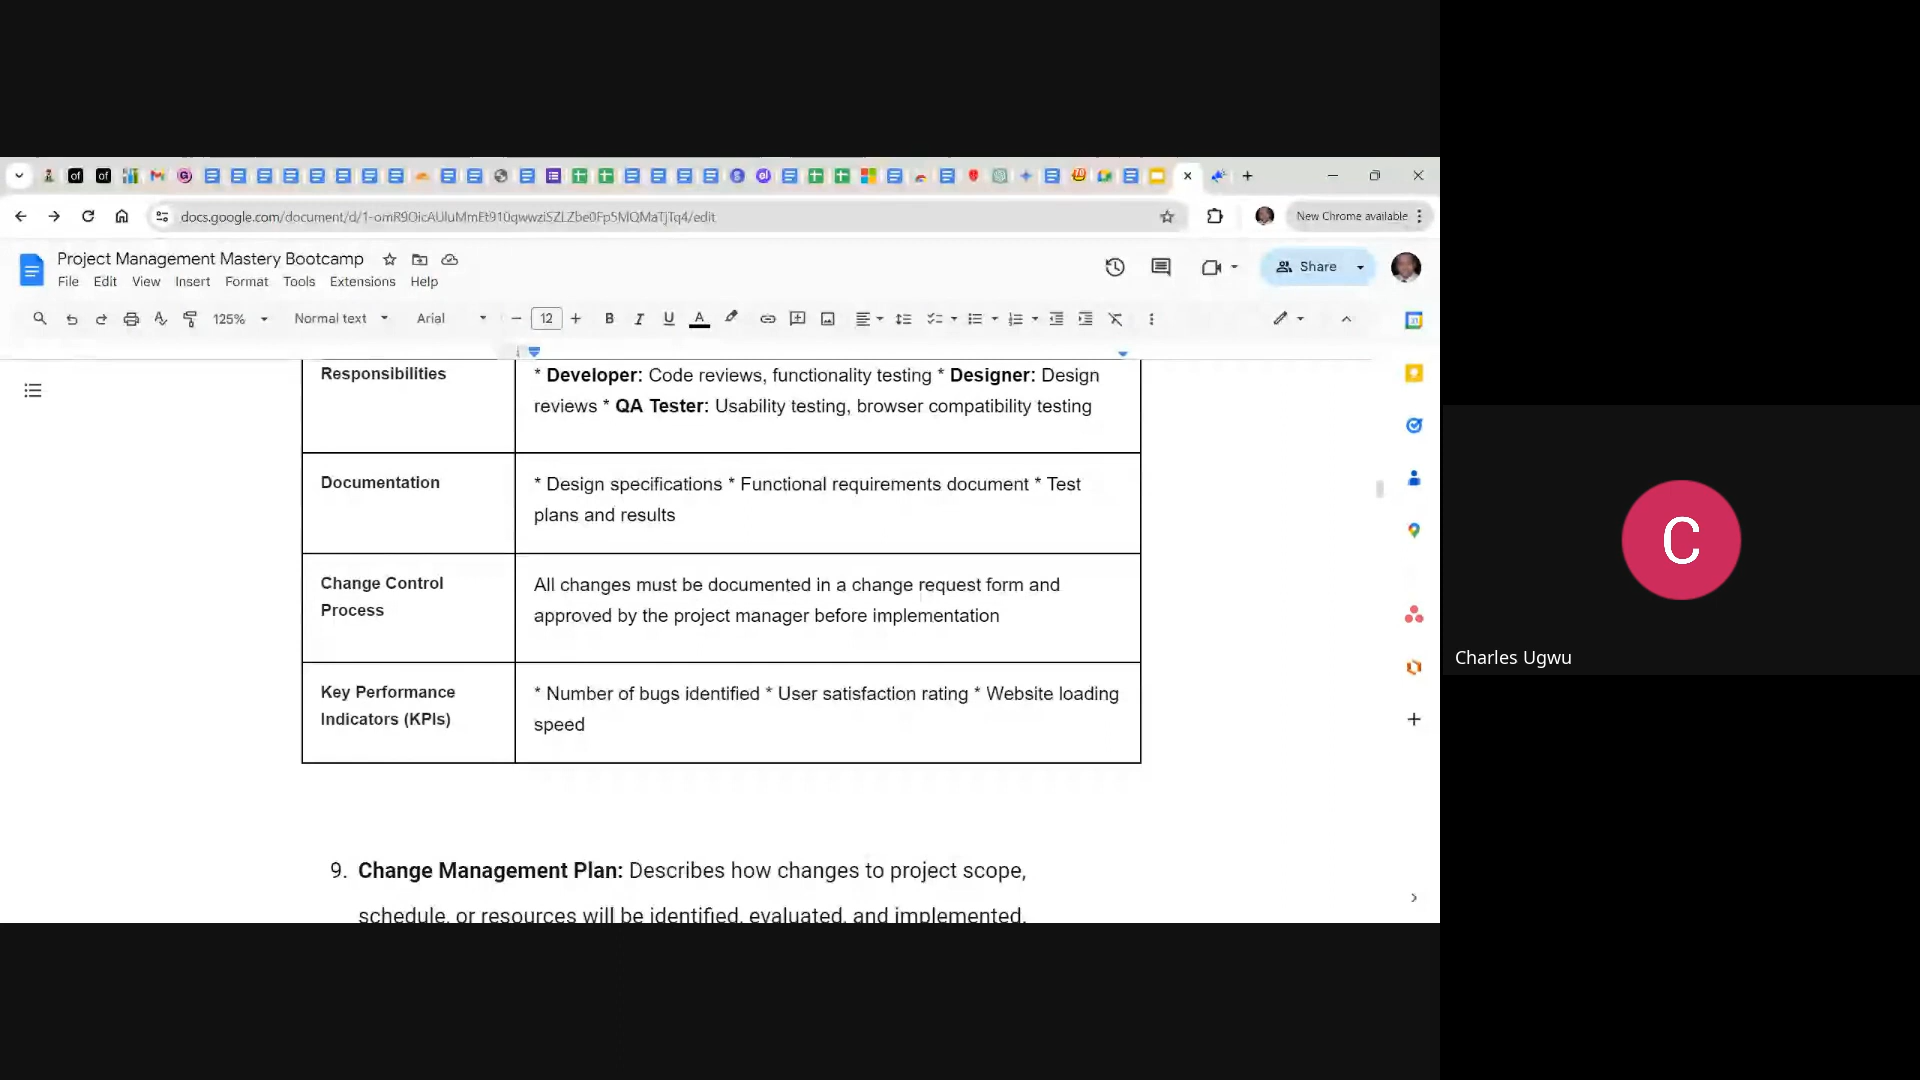 docs.google.com/document/d/1-omR9OicAUluMmEt910qwwziSZLZbe0Fp5MQMaTjTq4/edit
New Chrome available
Project Management Mastery Bootcamp
File Edit View Insert Format Tools Extensions Help
Share
125% Normal text Arial 12 B I U A
Responsibilities
* Developer: Code reviews, functionality testing * Designer: Design
reviews * QA Tester: Usability testing, browser compatibility testing
Documentation
* Design specifications * Functional requirements document * Test
plans and results
Change Control
Process
All changes must be documented in a change request form and
approved by the project manager before implementation
Key Performance
Indicators (KPIs)
* Number of bugs identified * User satisfaction rating * Website loading
speed
9. Change Management Plan: Describes how changes to project scope,
schedule, or resources will be identified, evaluated, and implemented.
C
Charles Ugwu